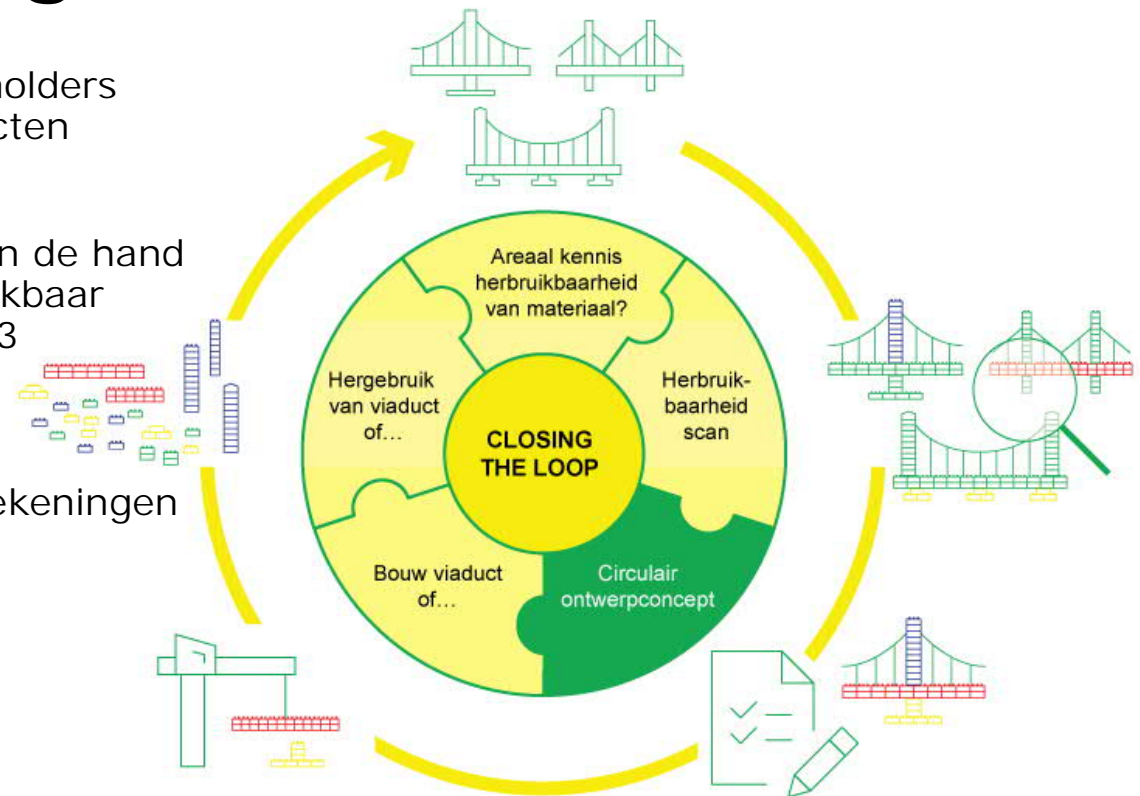 g
olders
cten
n de hand
kbaar
3
ekeningen
Areaal kennis
herbruikbaarheid
van materiaal?
Herbruik-
baarheid
scan
Circulair
ontwerpconcept
Bouw viaduct
of…
Hergebruik
van viaduct
of…
CLOSING
THE LOOP